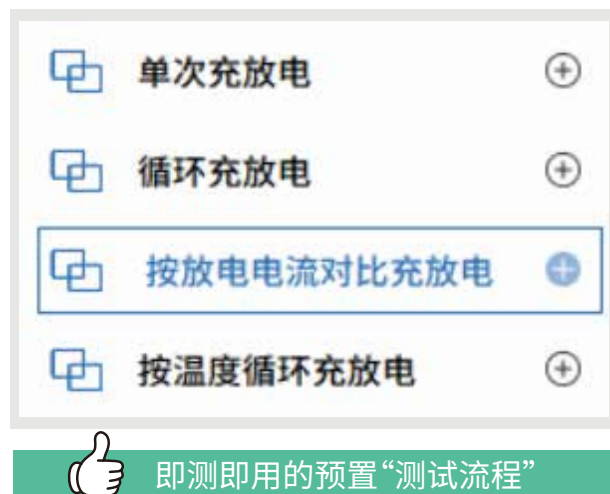 单次充放电
循环充放电
按放电电流对比充放电
按温度循环充放电
即测即用的预置“测试流程”